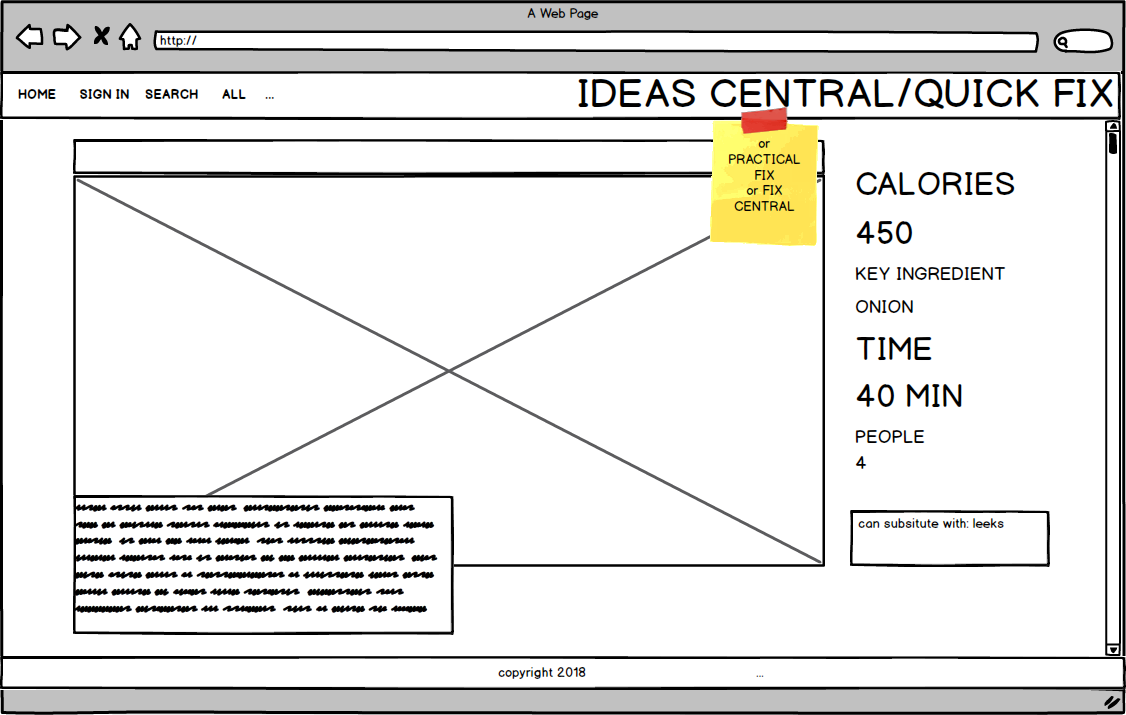 A Web Page
http://
HOME SIGN IN SEARCH ALL ...
IDEAS CENTRAL/QUICK FIX
or
PRACTICAL
FIX
or FIX
CENTRAL
CALORIES
450
KEY INGREDIENT
ONION
TIME
40 MIN
PEOPLE
4
can subsitute with: leeks
copyright 2018 ...